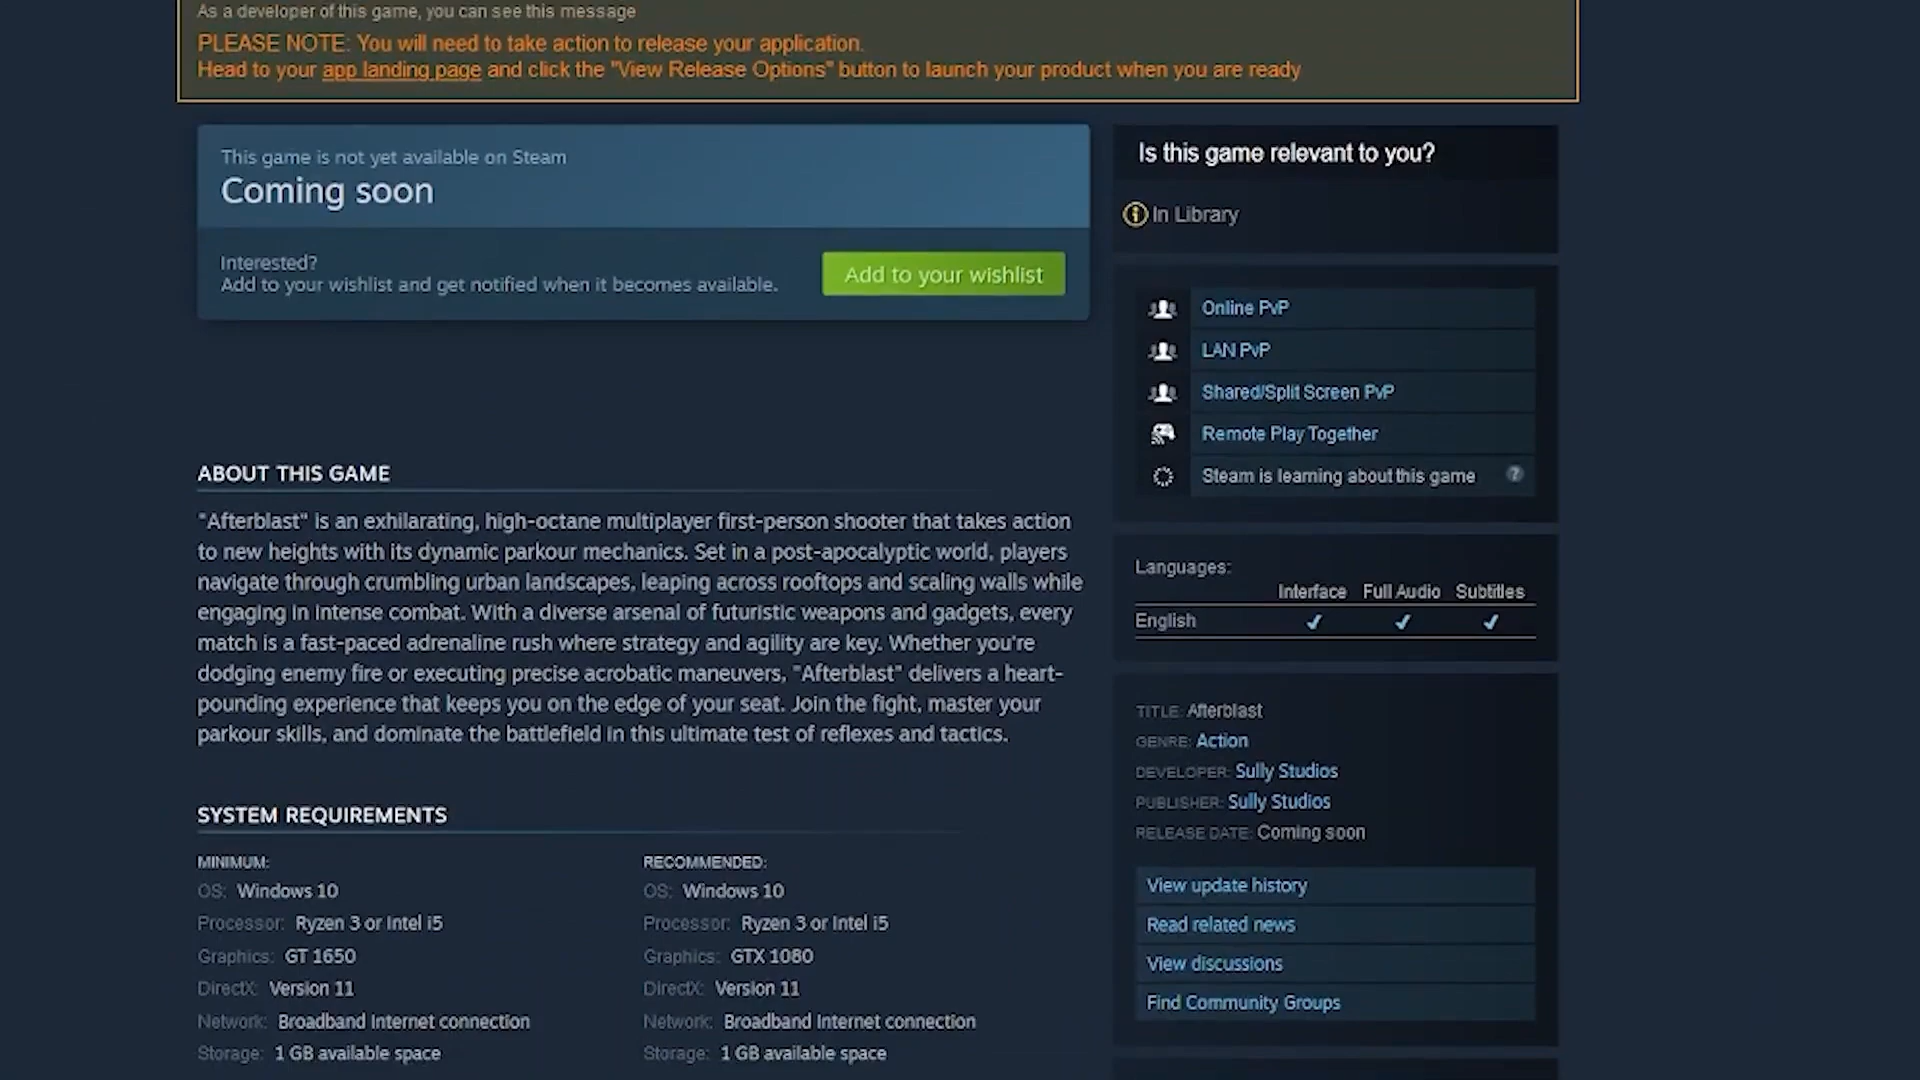 As a developer of this game, you can see this message
PLEASE NOTE: You will need to take action to release your application.
Head to your app landing page and click the "View Release Options" button to launch your product when you are ready
This game is not yet available on Steam
Coming soon
Interested?
Add to your wishlist and get notified when it becomes available.
Add to your wishlist
ABOUT THIS GAME
"Afterblast" is an exhilarating, high-octane multiplayer first-person shooter that takes action
to new heights with its dynamic parkour mechanics. Set in a post-apocalyptic world, players
navigate through crumbling urban landscapes, leaping across rooftops and scaling walls while
engaging in intense combat. With a diverse arsenal of futuristic weapons and gadgets, every
match is a fast-paced adrenaline rush where strategy and agility are key. Whether you're
dodging enemy fire or executing precise acrobatic maneuvers, "Afterblast" delivers a heart-
pounding experience that keeps you on the edge of your seat. Join the fight, master your
parkour skills, and dominate the battlefield in this ultimate test of reflexes and tactics.
SYSTEM REQUIREMENTS
MINIMUM:
OS: Windows 10
Processor: Ryzen 3 or Intel i5
Graphics: GT 1650
DirectX: Version 11
Network: Broadband Internet connection
Storage: 1 GB available space
RECOMMENDED:
OS: Windows 10
Processor: Ryzen 3 or Intel i5
Graphics: GTX 1080
DirectX: Version 11
Network: Broadband Internet connection
Storage: 1 GB available space
Is this game relevant to you?
In Library
Online PvP
LAN PvP
Shared/Split Screen PvP
Remote Play Together
Steam is learning about this game ?
Languages:
Interface Full Audio Subtitles
English ✔ ✔ ✔
TITLE: Afterblast
GENRE: Action
DEVELOPER: Sully Studios
PUBLISHER: Sully Studios
RELEASE DATE: Coming soon
View update history
Read related news
View discussions
Find Community Groups